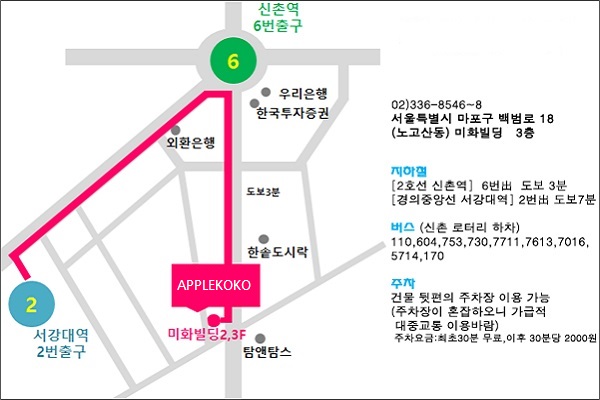 신촌역
6번출구
6
우리은행
한국투자증권
외환은행
도보3분
한솥도시락
APPLEKOKO
2
미화빌딩2,3F
서강대역
2번출구
탐앤탐스
02)336-8546~8
서울특별시 마포구 백범로 18
(노고산동) 미화빌딩 3층
지하철
[2호선 신촌역] 6번出 도보 3분
[경의중앙선 서강대역] 2번出 도보7분
버스 (신촌 로터리 하차)
110,604,753,730,7711,7613,7016,
5714,170
주차
건물 뒷편의 주차장 이용 가능
(주차장이 혼잡하오니 가급적
대중교통 이용바람)
주차요금:최초30분 무료,이후 30분당 2000원